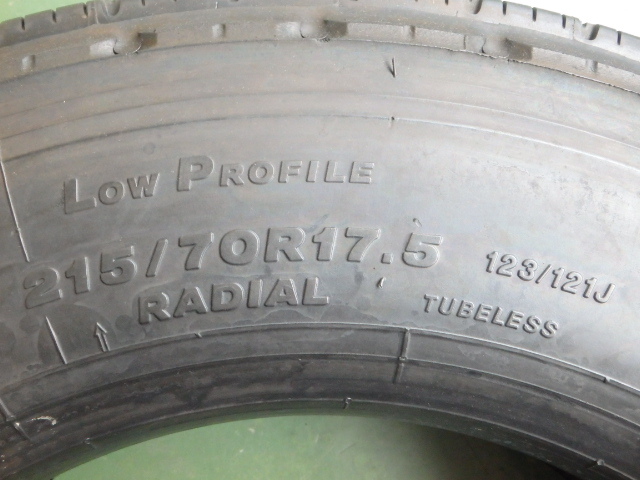 Low Profile
215/70R17.5 123/121J
RADIAL TUBELESS